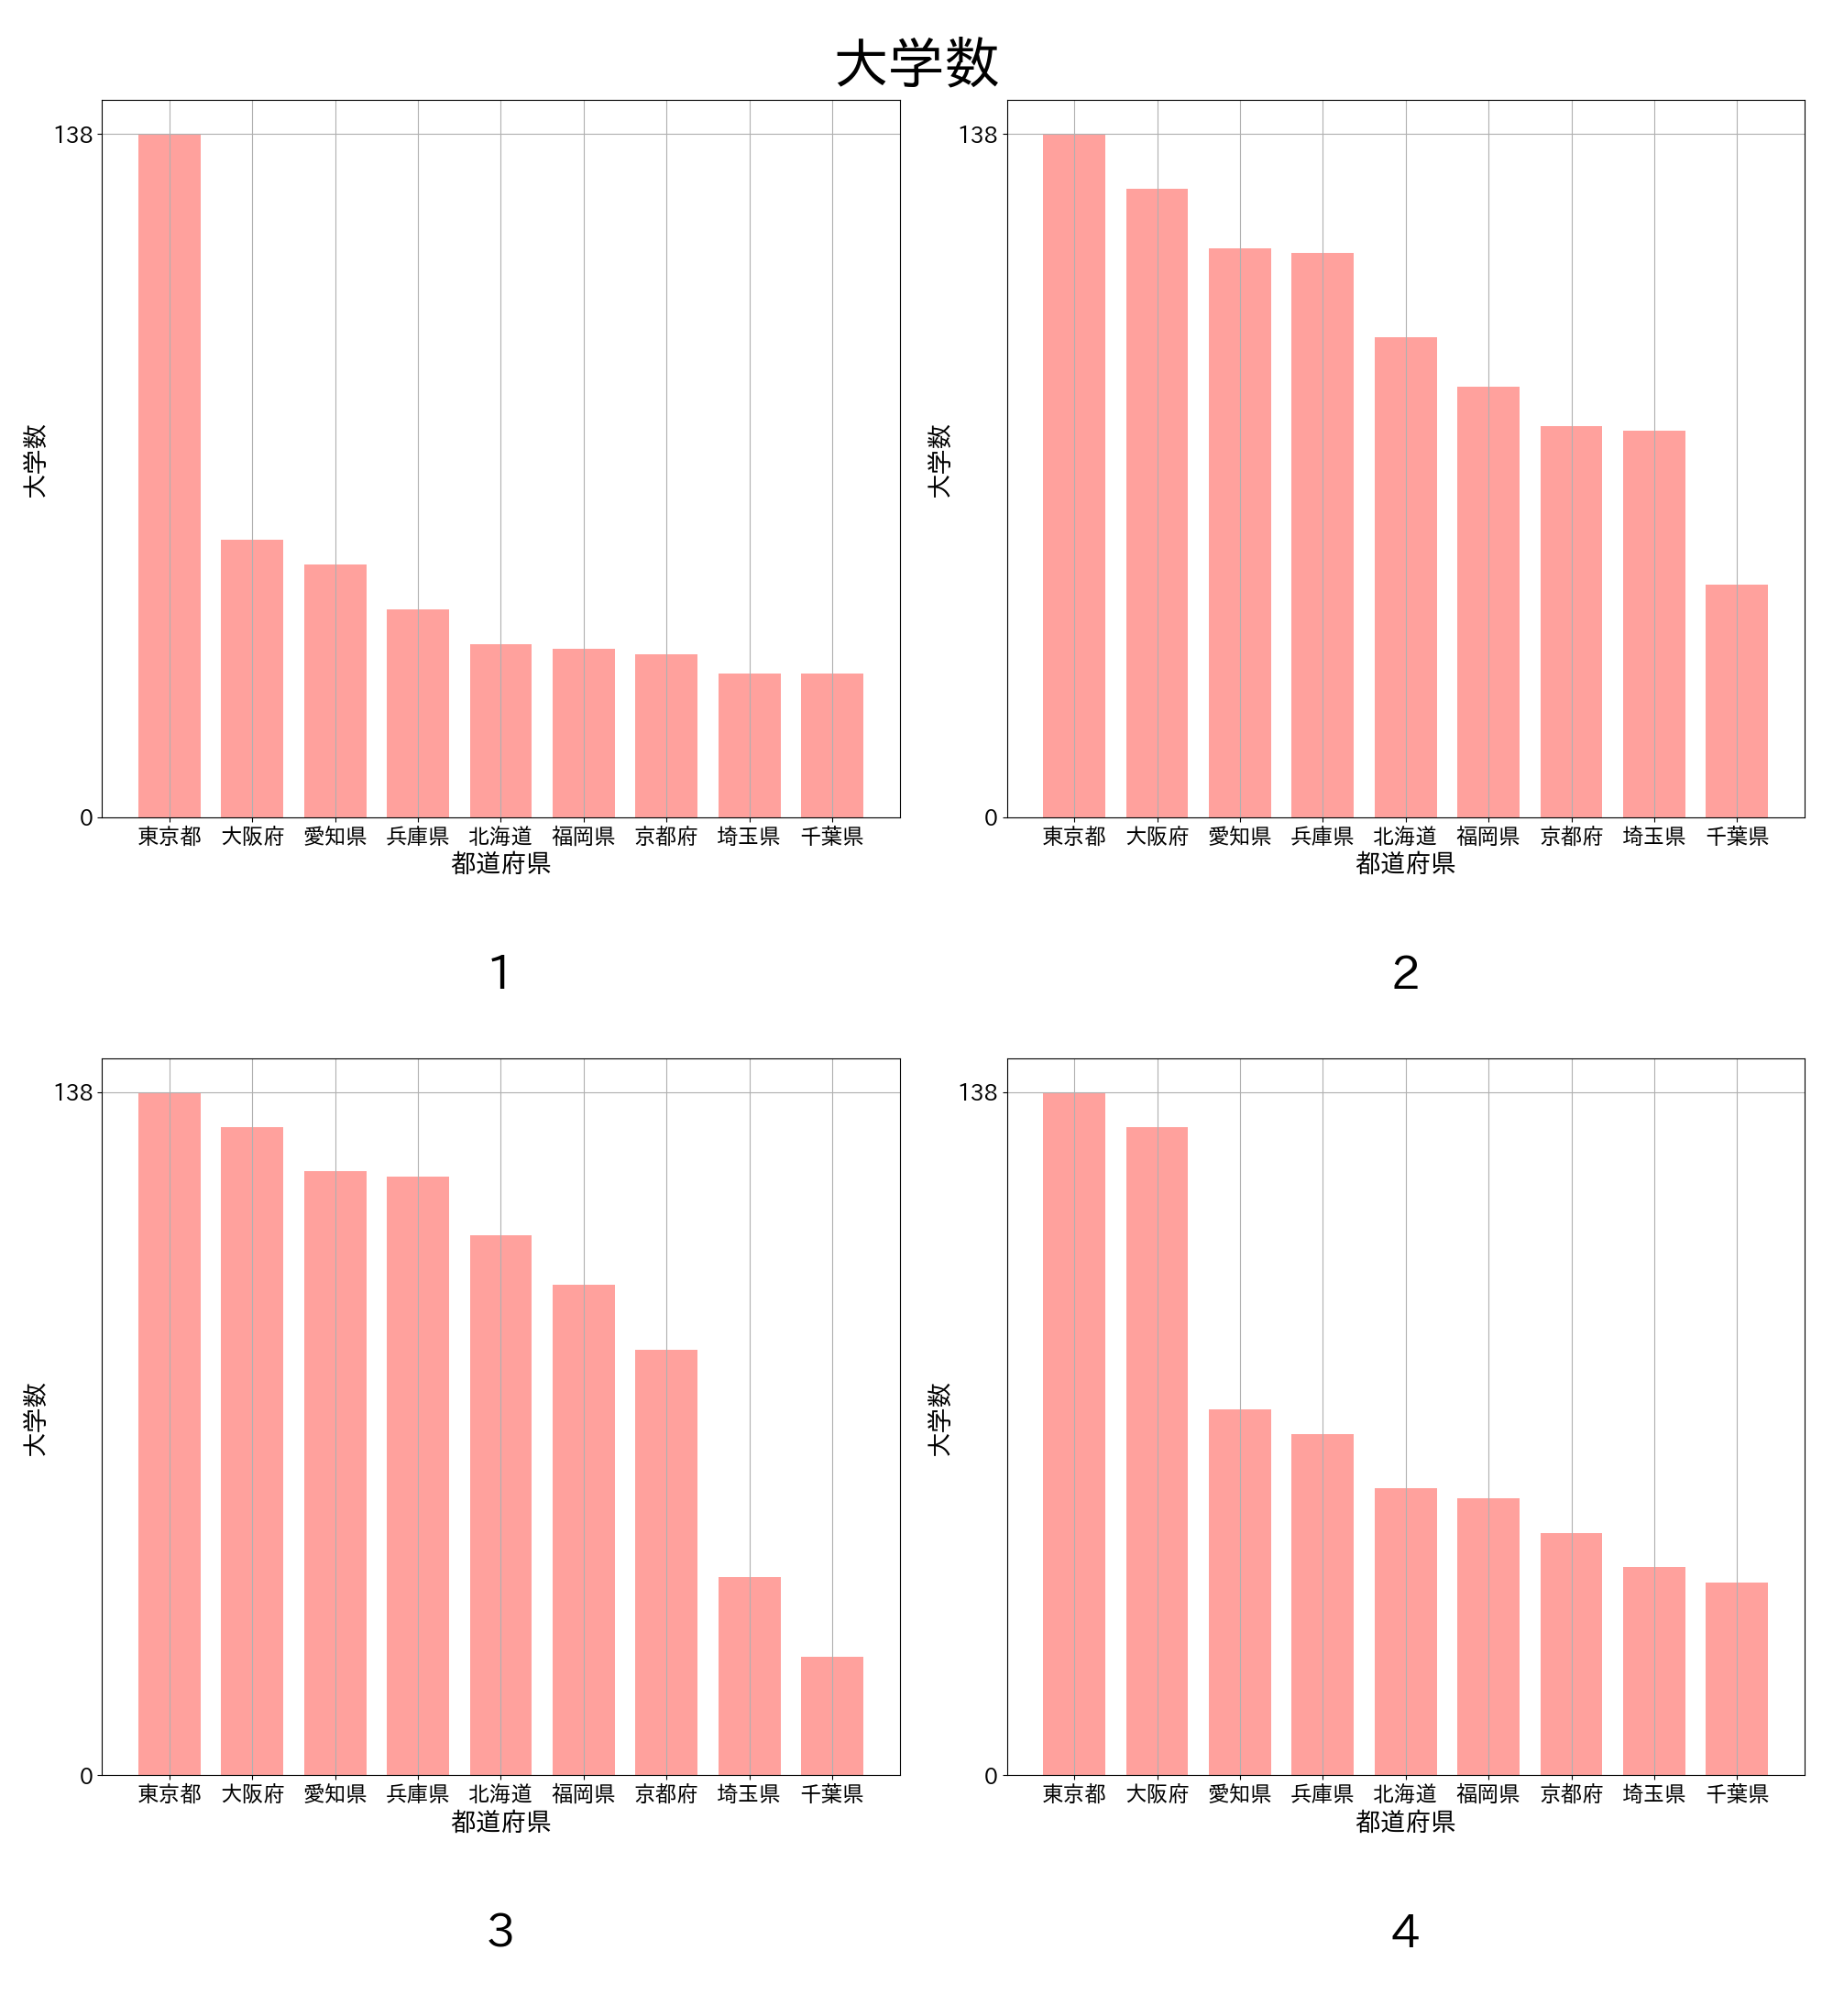 大学数
138
0
大学数
東京都 大阪府 愛知県 兵庫県 北海道 福岡県 京都府 埼玉県 千葉県
都道府県
1
138
0
大学数
東京都 大阪府 愛知県 兵庫県 北海道 福岡県 京都府 埼玉県 千葉県
都道府県
2
138
0
大学数
東京都 大阪府 愛知県 兵庫県 北海道 福岡県 京都府 埼玉県 千葉県
都道府県
3
138
0
大学数
東京都 大阪府 愛知県 兵庫県 北海道 福岡県 京都府 埼玉県 千葉県
都道府県
4